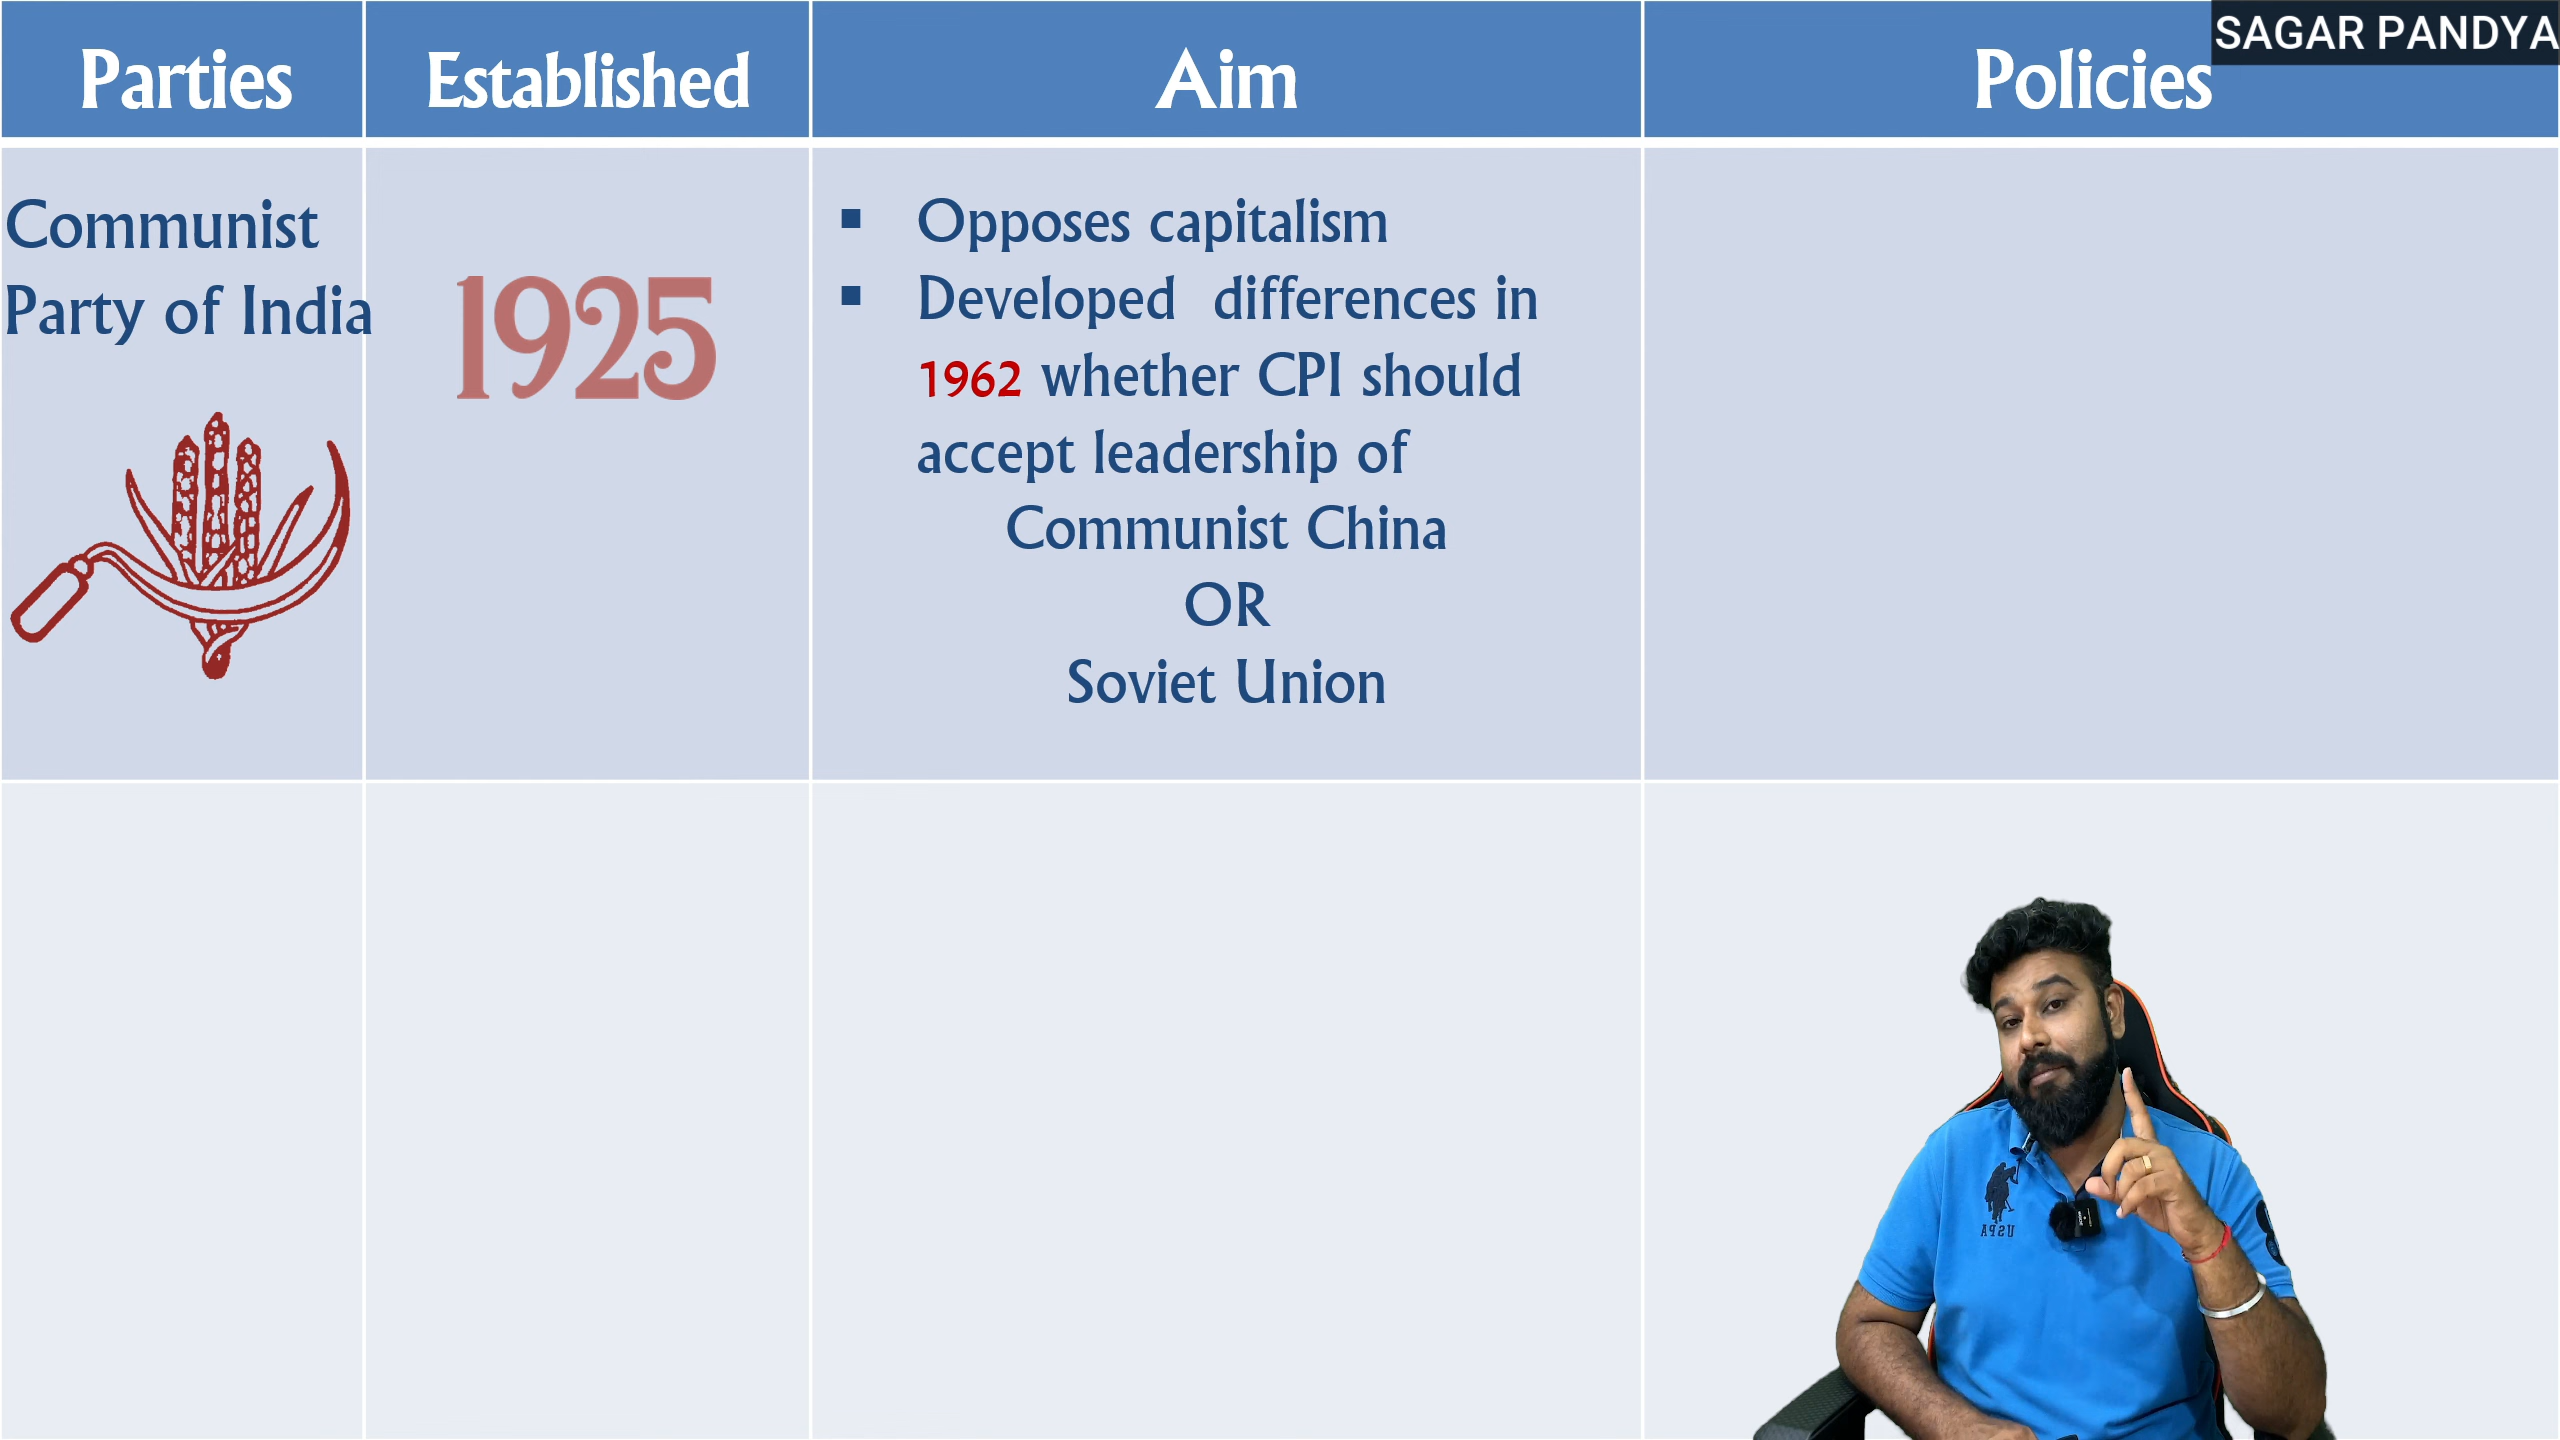 SAGAR PANDYA
Parties Established Aim Policies
Communist
Party of India
1925
▪ Opposes capitalism
▪ Developed differences in
1962 whether CPI should
accept leadership of
Communist China
OR
Soviet Union
USPA